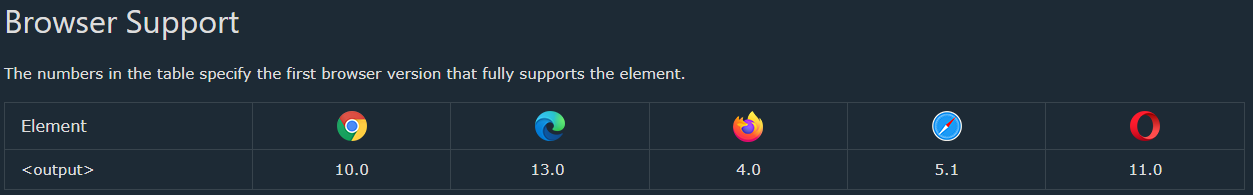 Browser Support
The numbers in the table specify the first browser version that fully supports the element.
Element
<output> 10.0 13.0 4.0 5.1 11.0